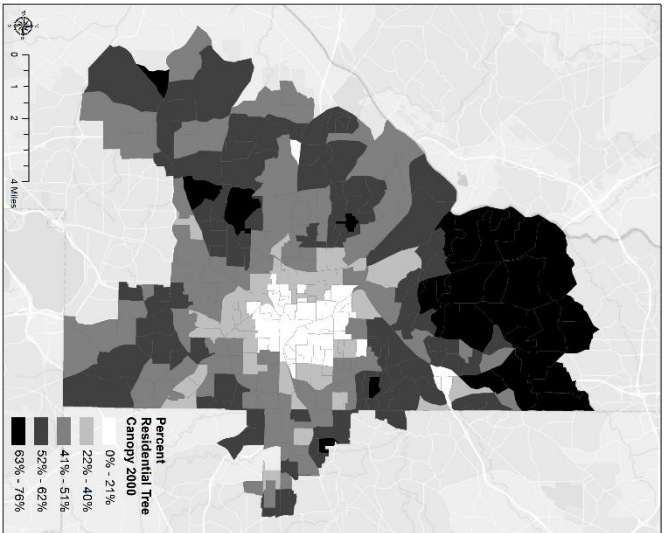 Percent
Residential Tree
Canopy 2000
0% - 21%
22% - 40%
41% - 51%
52% - 62%
63% - 76%
0 1 2 4 Miles